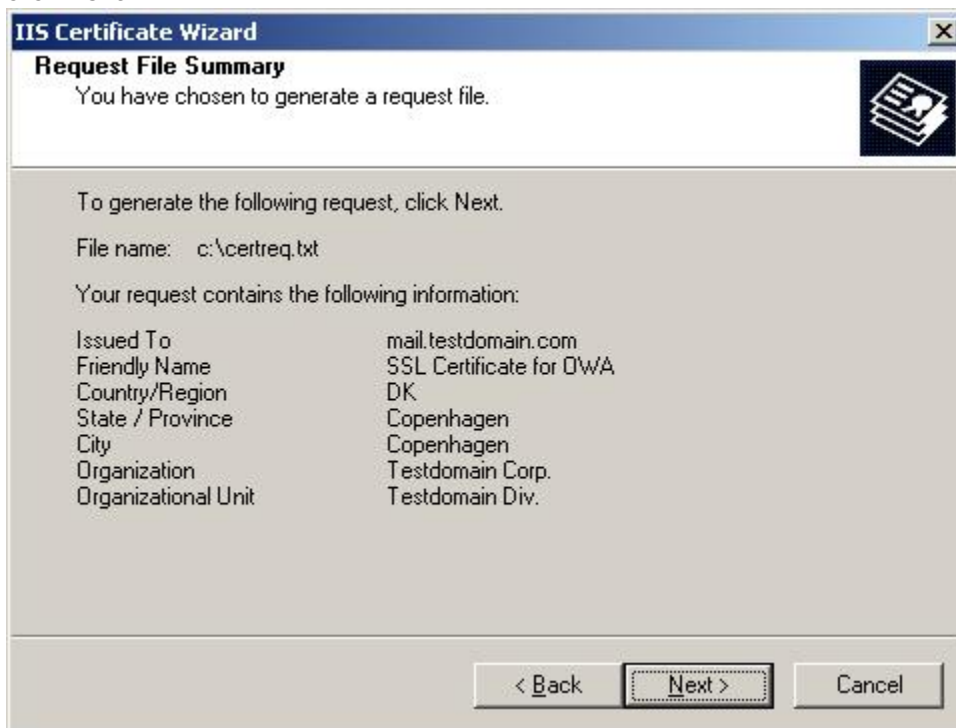 IIS Certificate Wizard
Request File Summary
You have chosen to generate a request file.
To generate the following request, click Next.
File name: c:\certreq.txt
Your request contains the following information:
Issued To mail.testdomain.com
Friendly Name SSL Certificate for OWA
Country/Region DK
State / Province Copenhagen
City Copenhagen
Organization Testdomain Corp.
Organizational Unit Testdomain Div.
< Back Next > Cancel